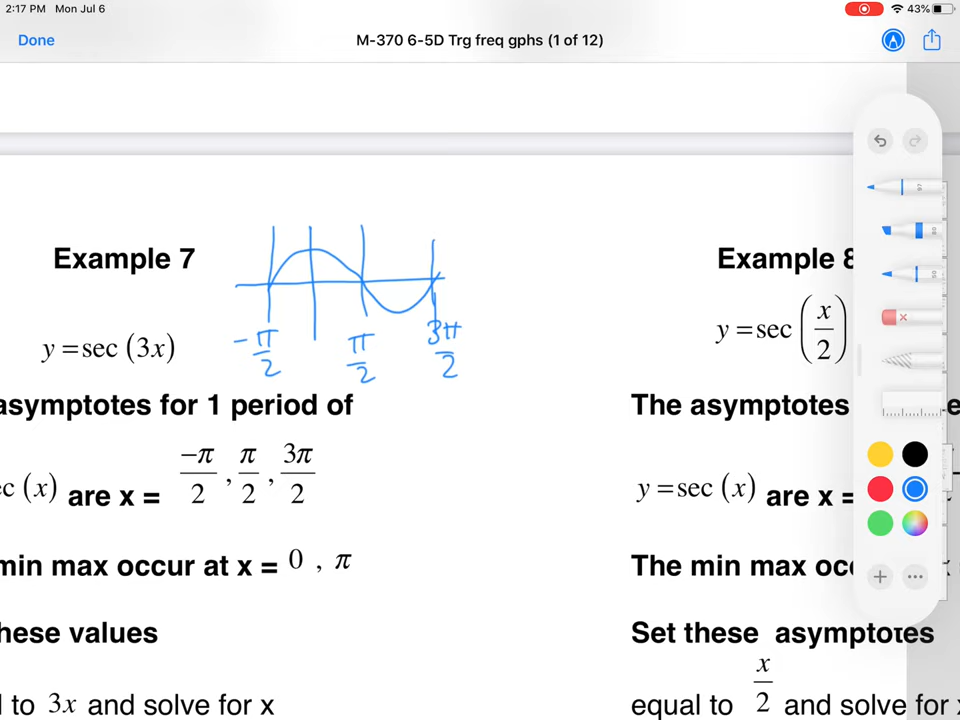 2:17 PM Mon Jul 6 43%
Done M-370 6-5D Trg freq gphs (1 of 12)
Example 7
y = sec (3x)
-π/2 π/2 3π/2
asymptotes for 1 period of
c (x) are x = −π/2 , π/2 , 3π/2
min max occur at x = 0 , π
hese values
l to 3x and solve for x
Example 8
y = sec (x/2)
The asymptotes
y = sec (x) are x =
The min max occ
Set these asymptotes
equal to x/2 and solve for x